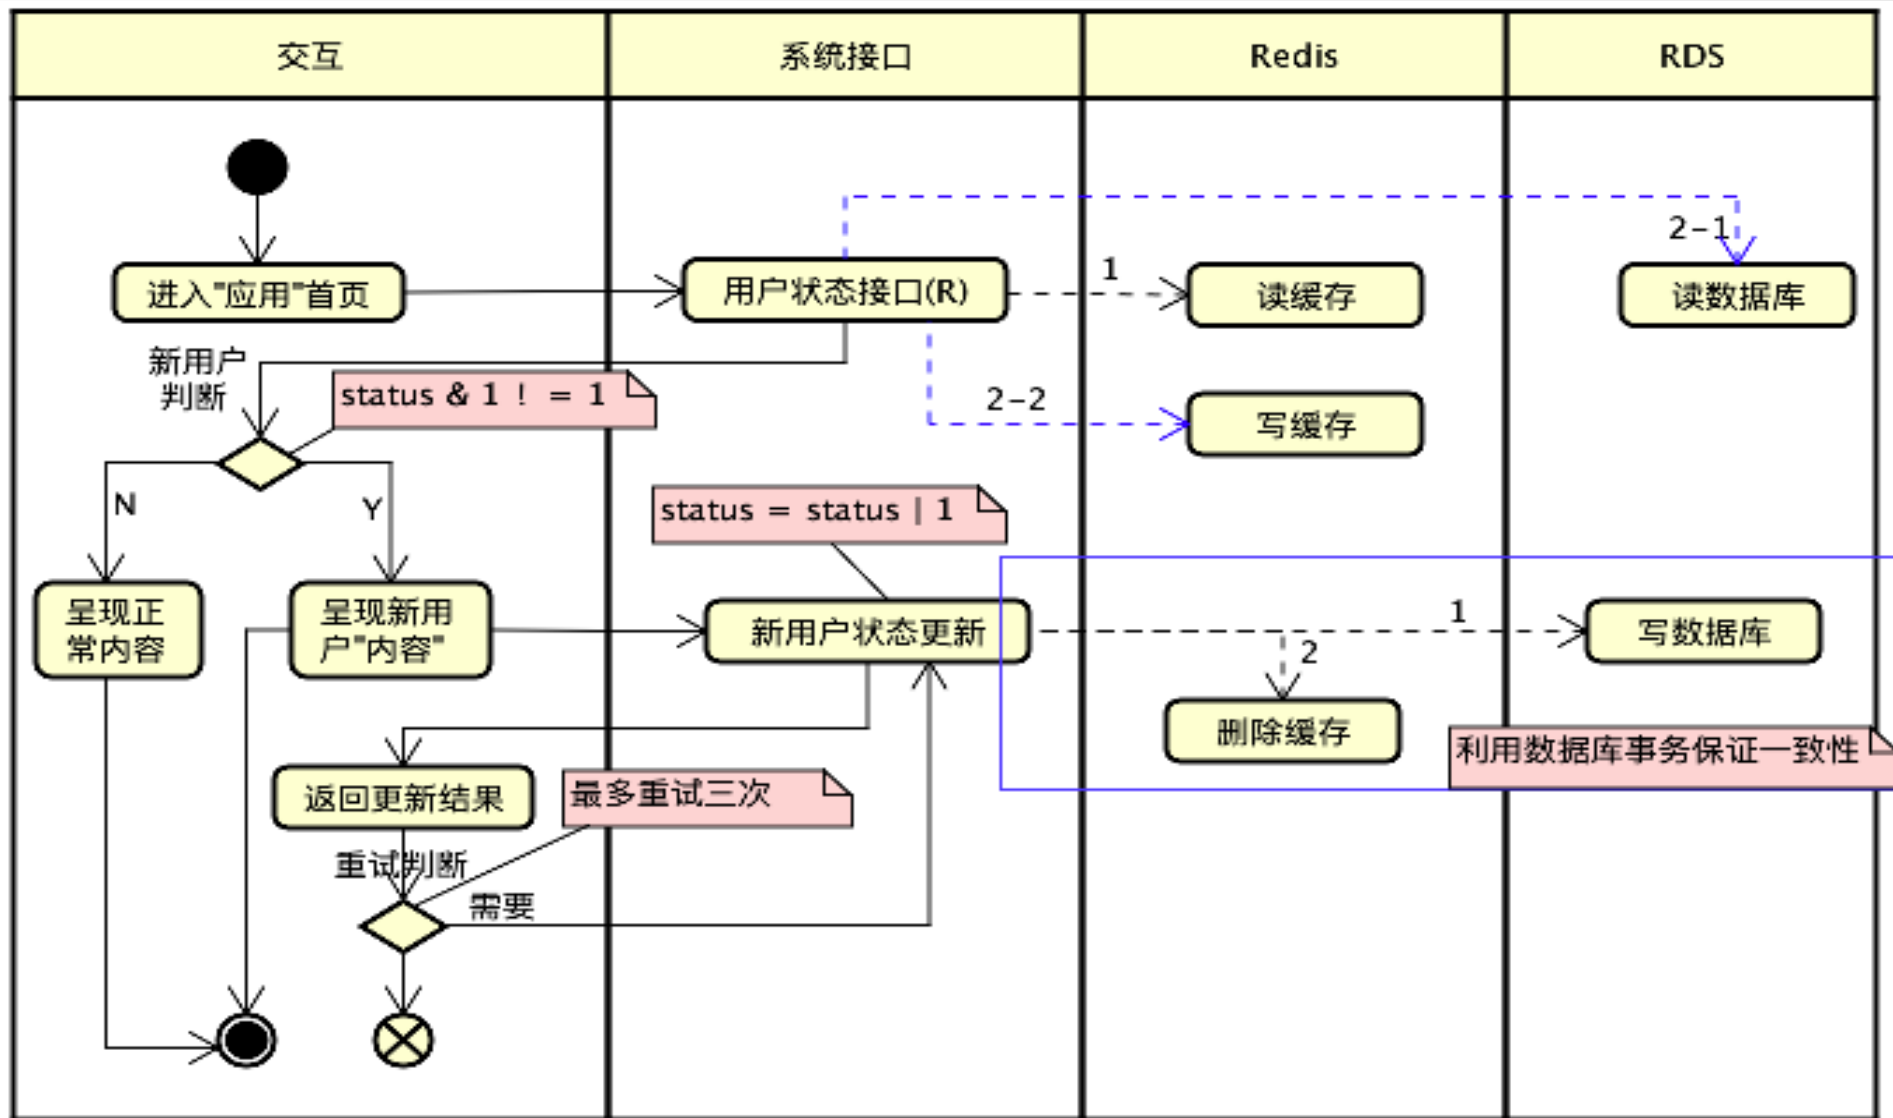 交互
系统接口
Redis
RDS
2-1
进入"应用"首页
用户状态接口(R)
1
读缓存
读数据库
新用户
判断
status & 1 ! = 1
2-2
写缓存
N
Y
status = status | 1
呈现正
常内容
呈现新用
户"内容"
新用户状态更新
1
写数据库
2
删除缓存
利用数据库事务保证一致性
返回更新结果
最多重试三次
重试判断
需要